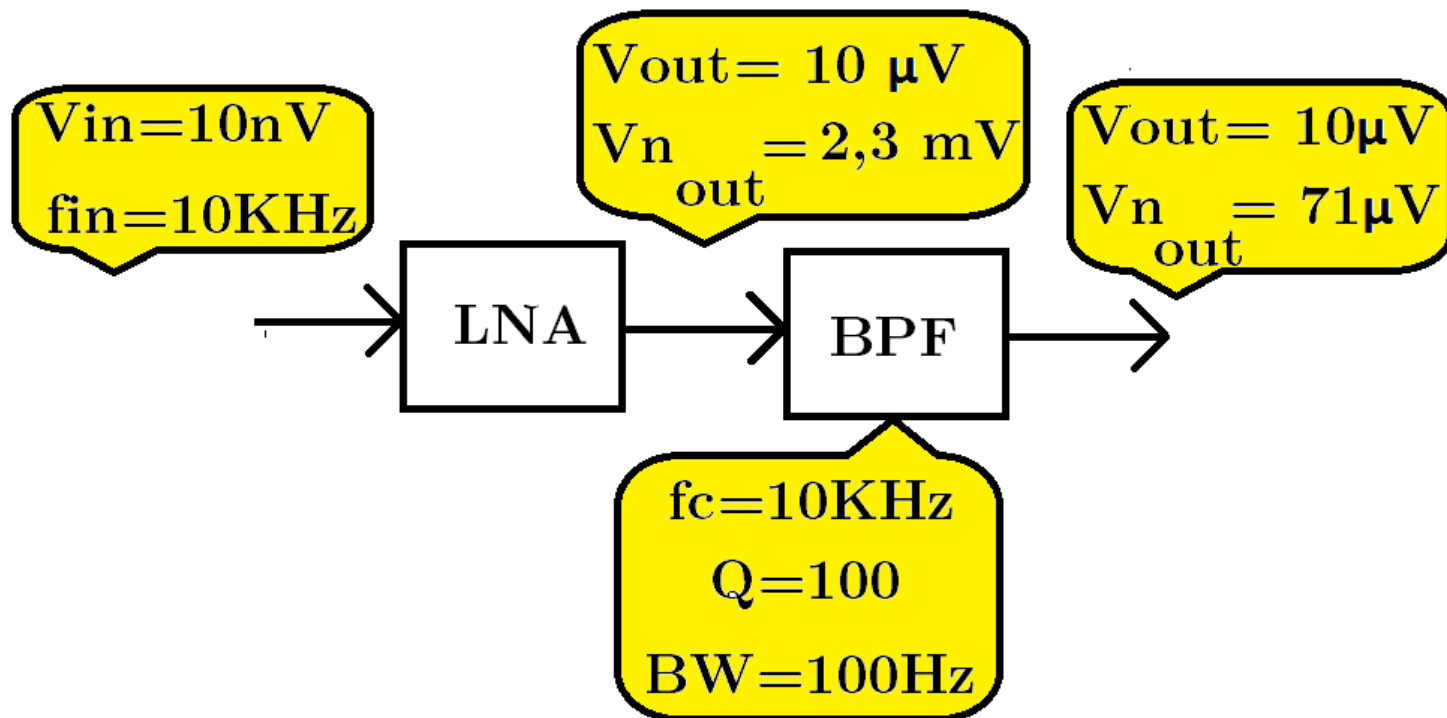 Vin=10nV
fin=10KHz
Vout= 10 μV
Vn out = 2,3 mV
Vout= 10μV
Vn out = 71μV
LNA
BPF
fc=10KHz
Q=100
BW=100Hz